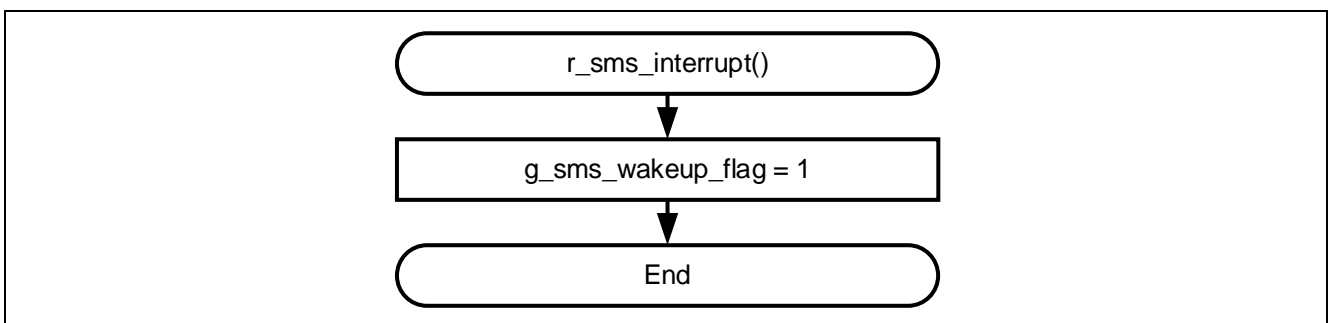 r_sms_interrupt()
g_sms_wakeup_flag = 1
End